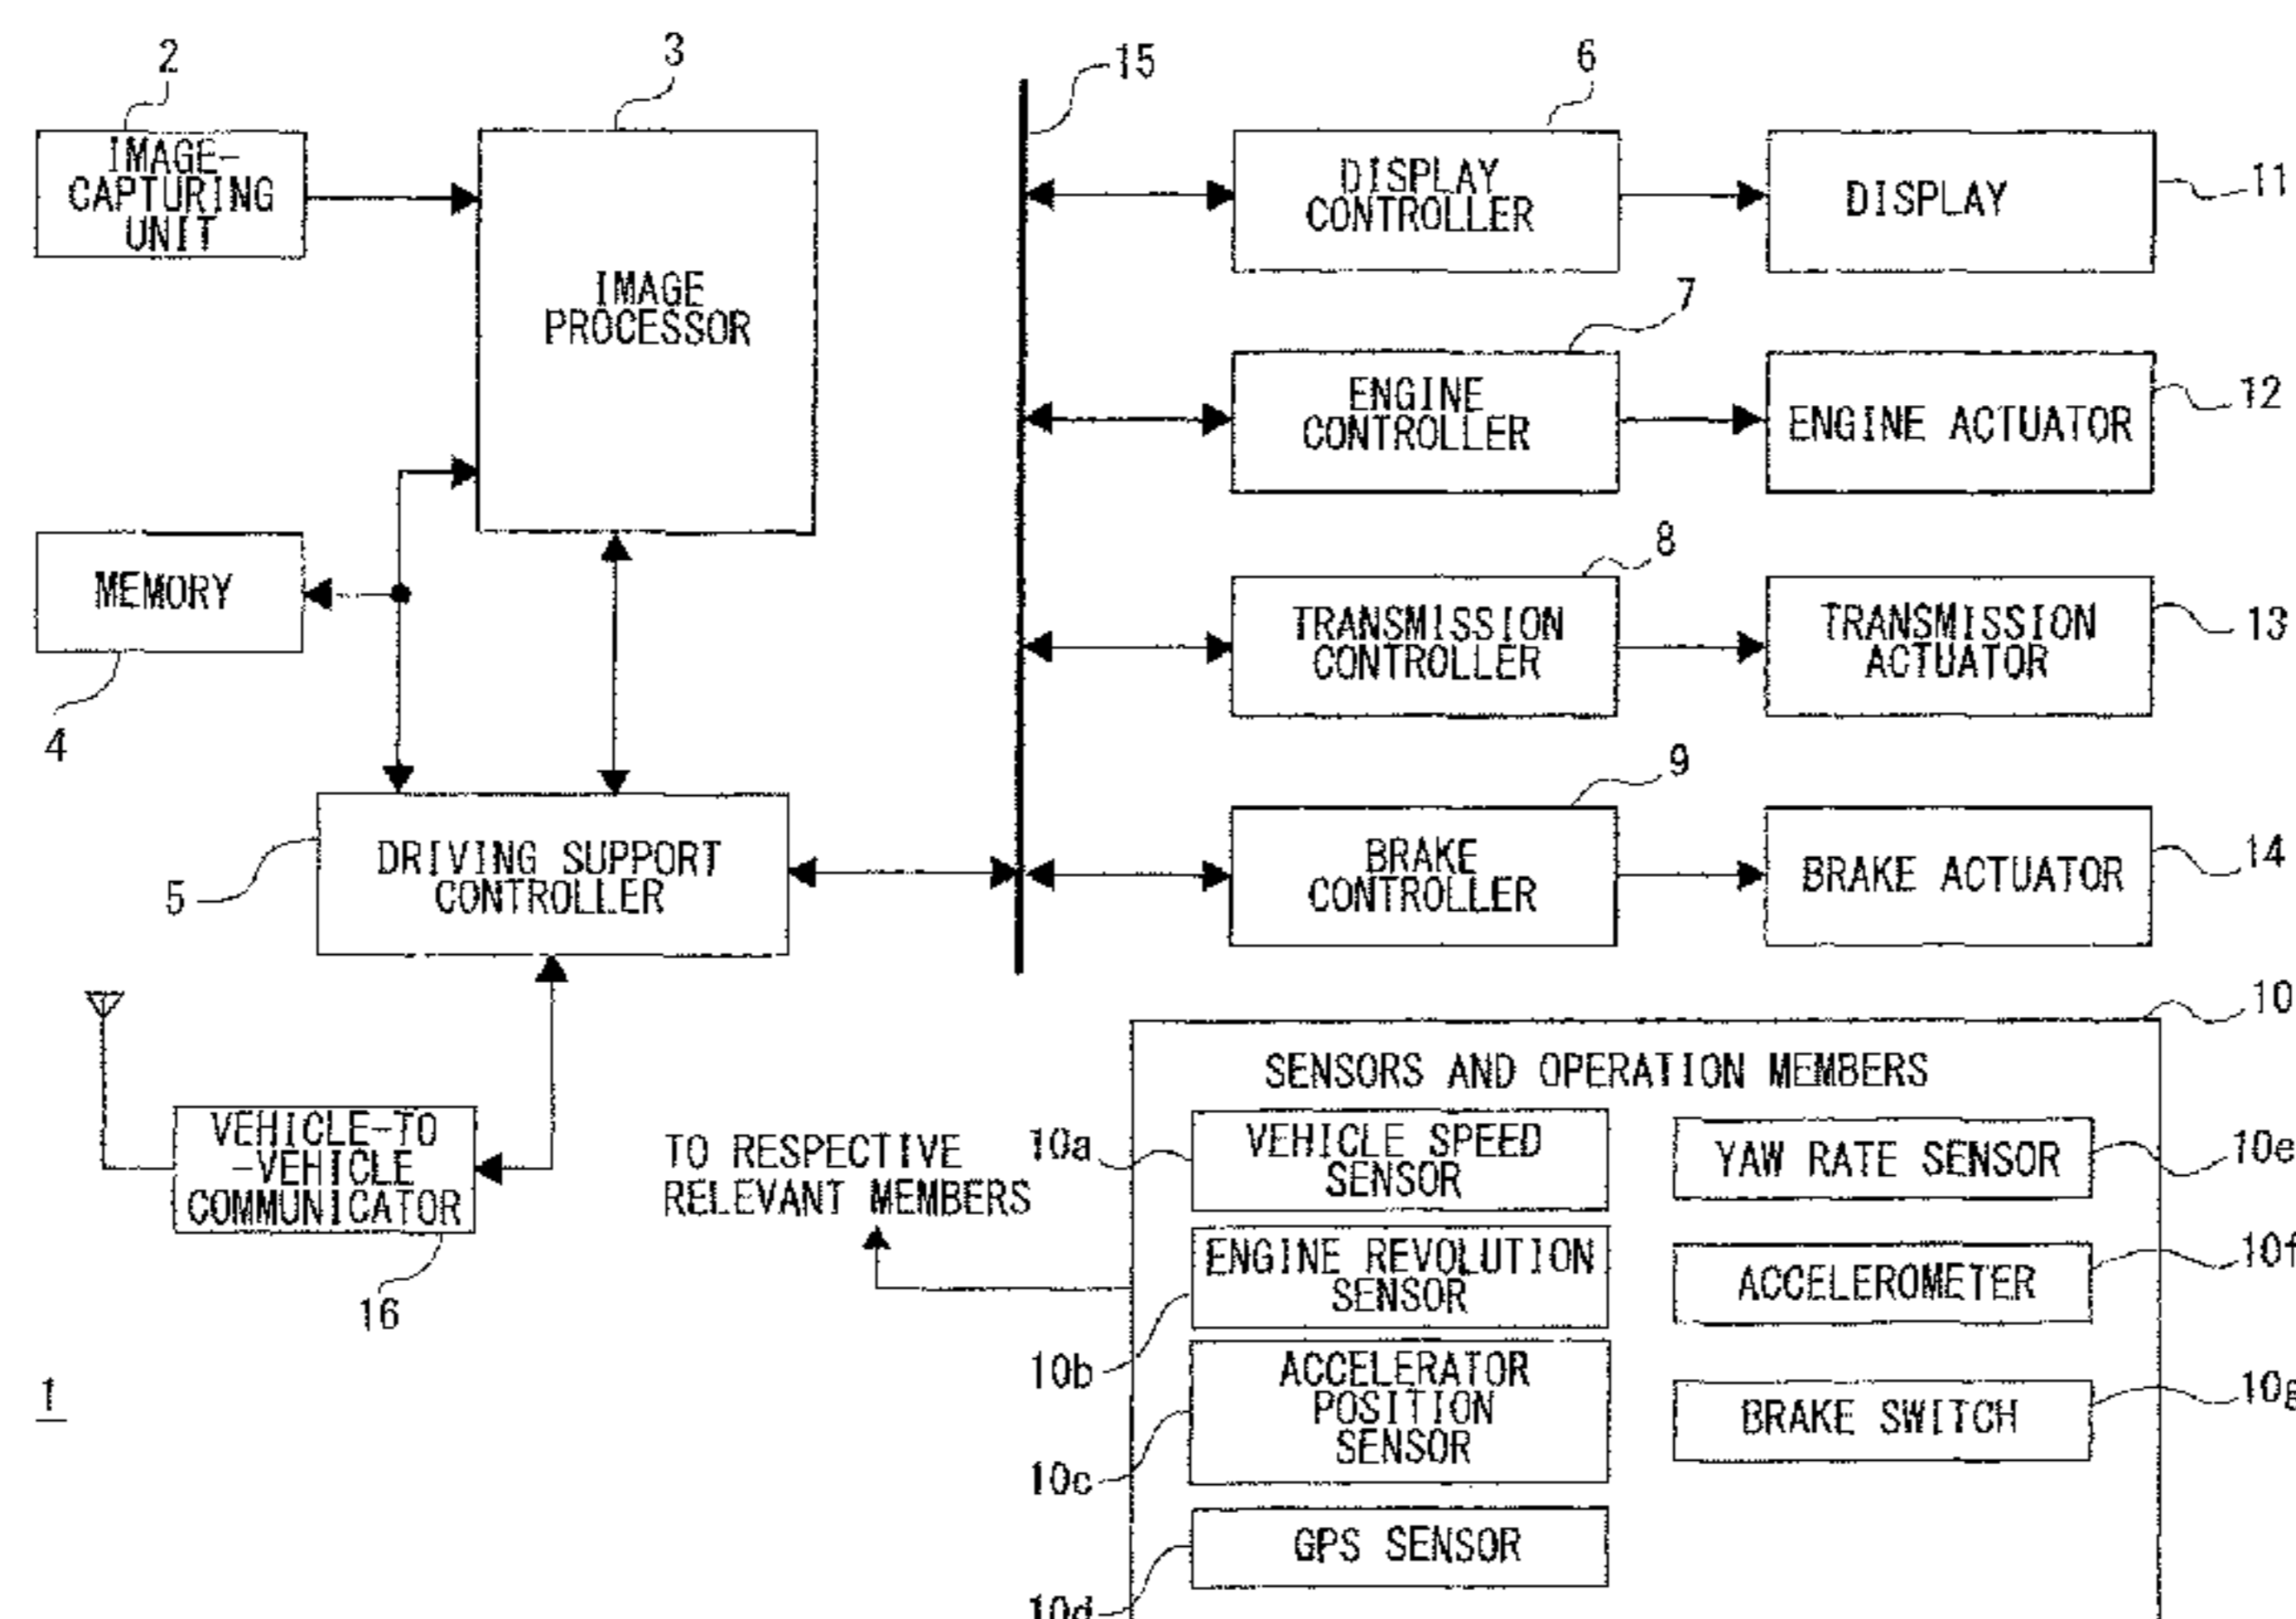 2
3
15
6
IMAGE-
CAPTURING
UNIT
IMAGE
PROCESSOR
DISPLAY
CONTROLLER
DISPLAY
11
7
ENGINE
CONTROLLER
ENGINE ACTUATOR
12
MEMORY
4
8
TRANSMISSION
CONTROLLER
TRANSMISSION
ACTUATOR
13
9
DRIVING SUPPORT
CONTROLLER
5
BRAKE
CONTROLLER
BRAKE ACTUATOR
14
10
SENSORS AND OPERATION MEMBERS
VEHICLE-TO
-VEHICLE
COMMUNICATOR
16
TO RESPECTIVE
RELEVANT MEMBERS
10a
VEHICLE SPEED
SENSOR
YAW RATE SENSOR
10e
ENGINE REVOLUTION
SENSOR
10b
ACCELEROMETER
10f
ACCELERATOR
POSITION
SENSOR
10c
BRAKE SWITCH
10g
GPS SENSOR
10d
1